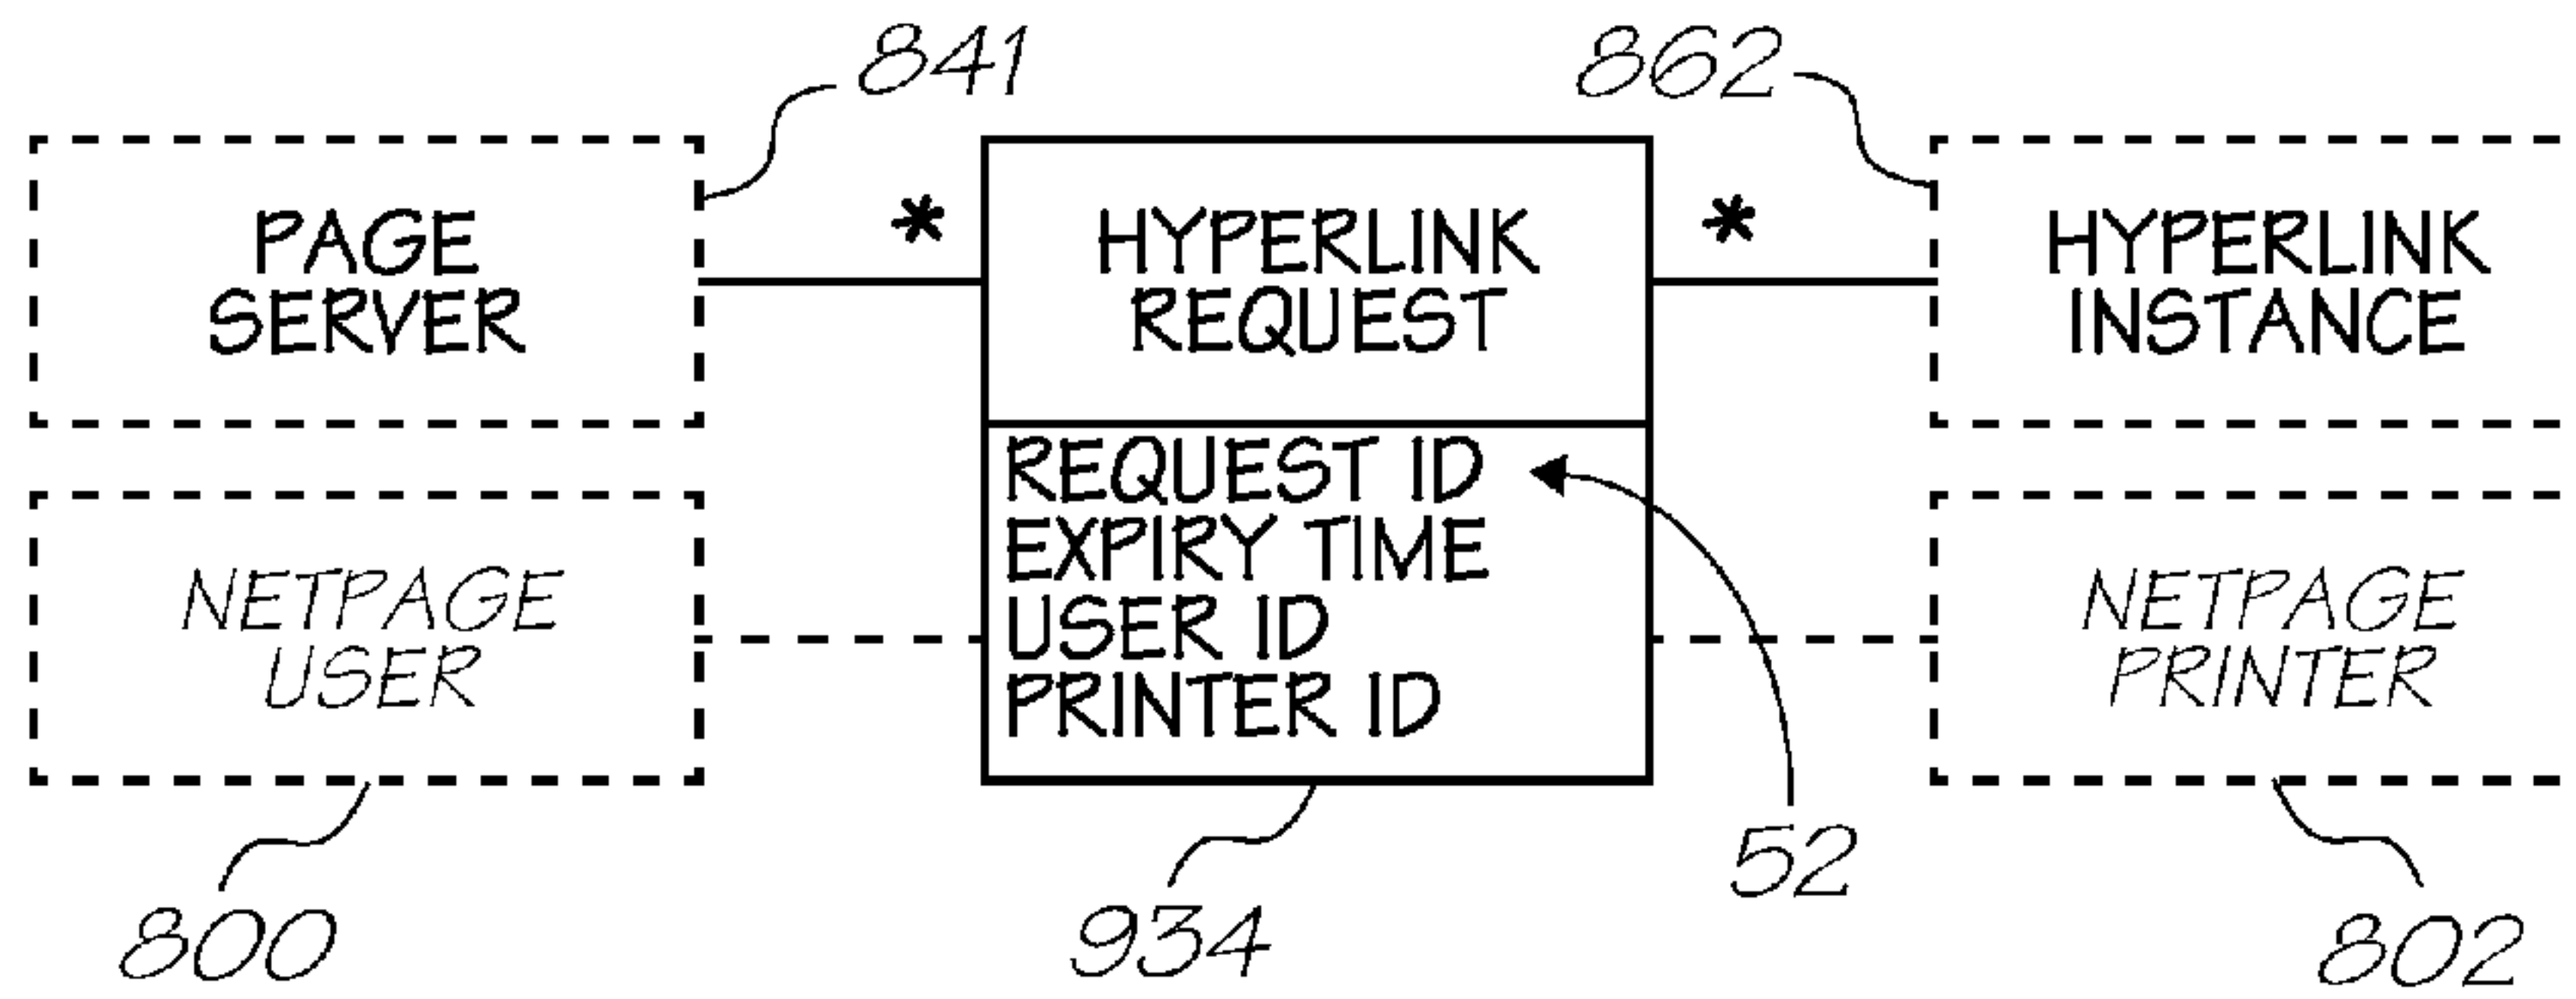 841
862
PAGE
SERVER
*
HYPERLINK
REQUEST
*
HYPERLINK
INSTANCE
REQUEST ID
EXPIRY TIME
USER ID
PRINTER ID
NETPAGE
USER
NETPAGE
PRINTER
52
800
934
802